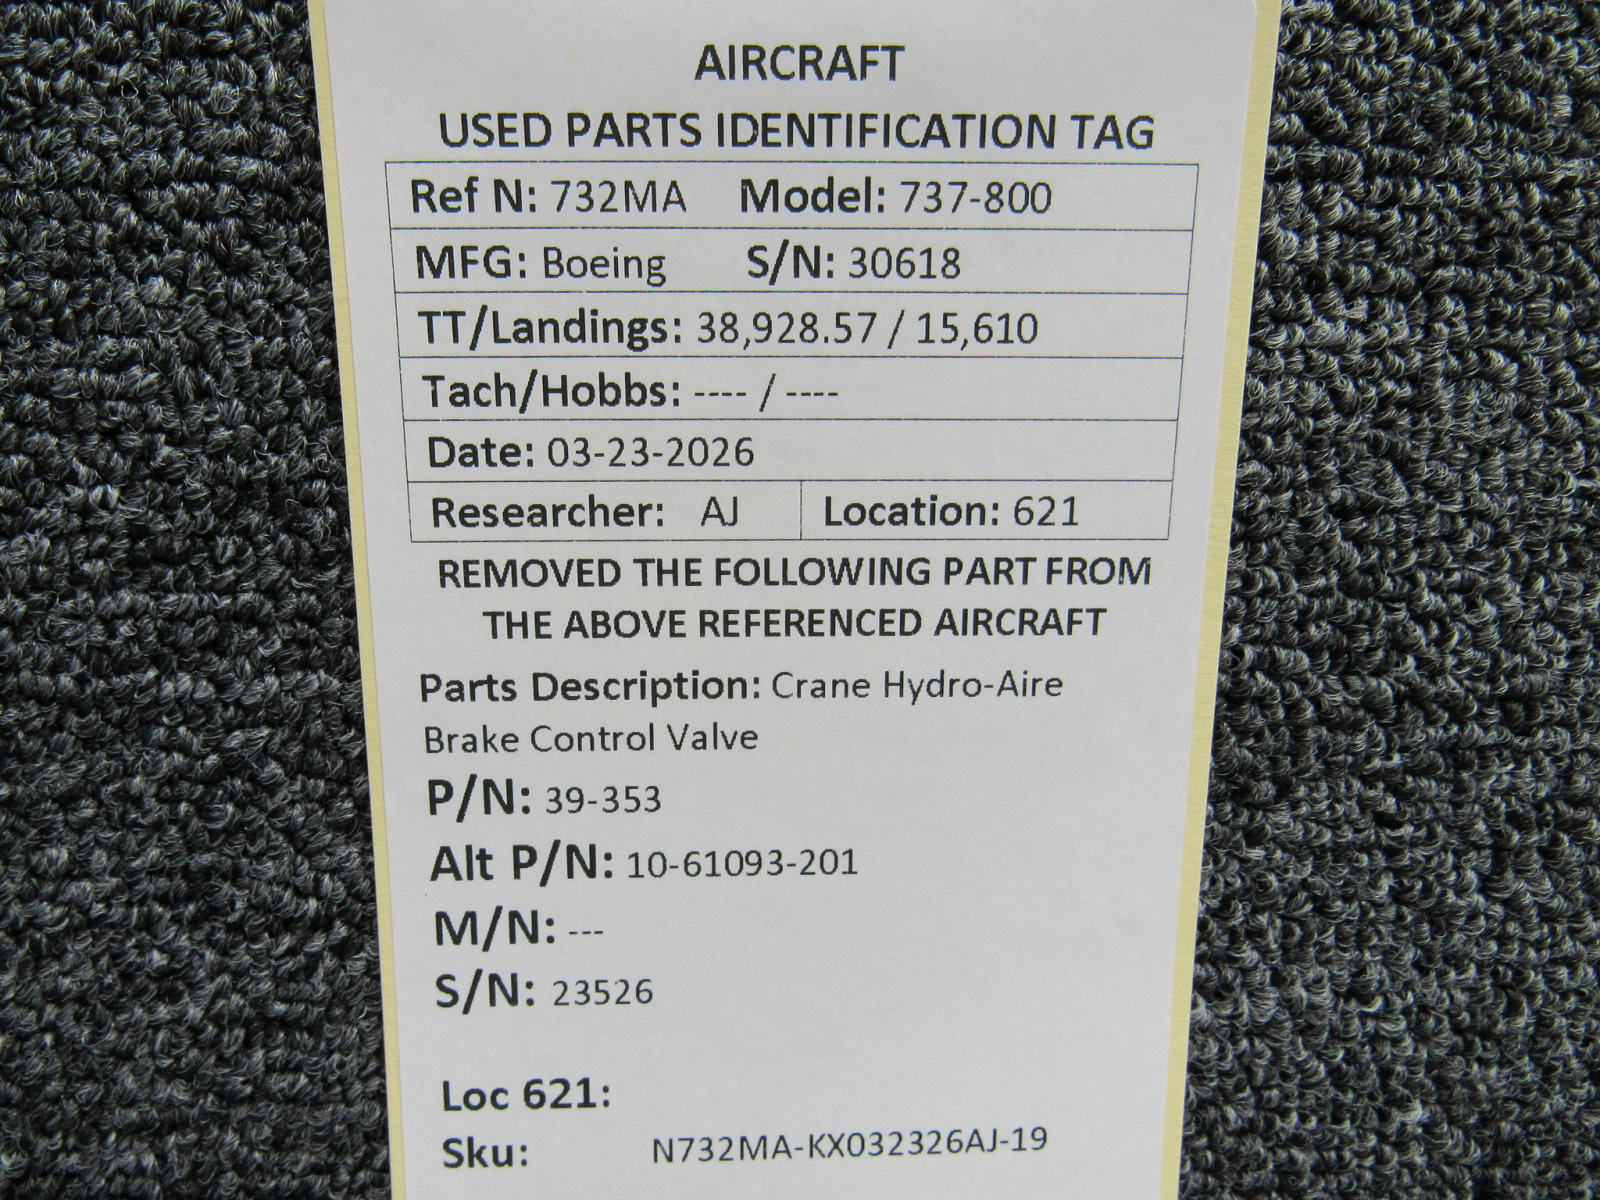 AIRCRAFT
USED PARTS IDENTIFICATION TAG
Ref N: 732MA Model: 737-800
MFG: Boeing S/N: 30618
TT/Landings: 38,928.57 / 15,610
Tach/Hobbs: ---- / ----
Date: 03-23-2026
Researcher: AJ Location: 621
REMOVED THE FOLLOWING PART FROM
THE ABOVE REFERENCED AIRCRAFT
Parts Description: Crane Hydro-Aire
Brake Control Valve
P/N: 39-353
Alt P/N: 10-61093-201
M/N: ---
S/N: 23526
Loc 621:
Sku: N732MA-KX032326AJ-19